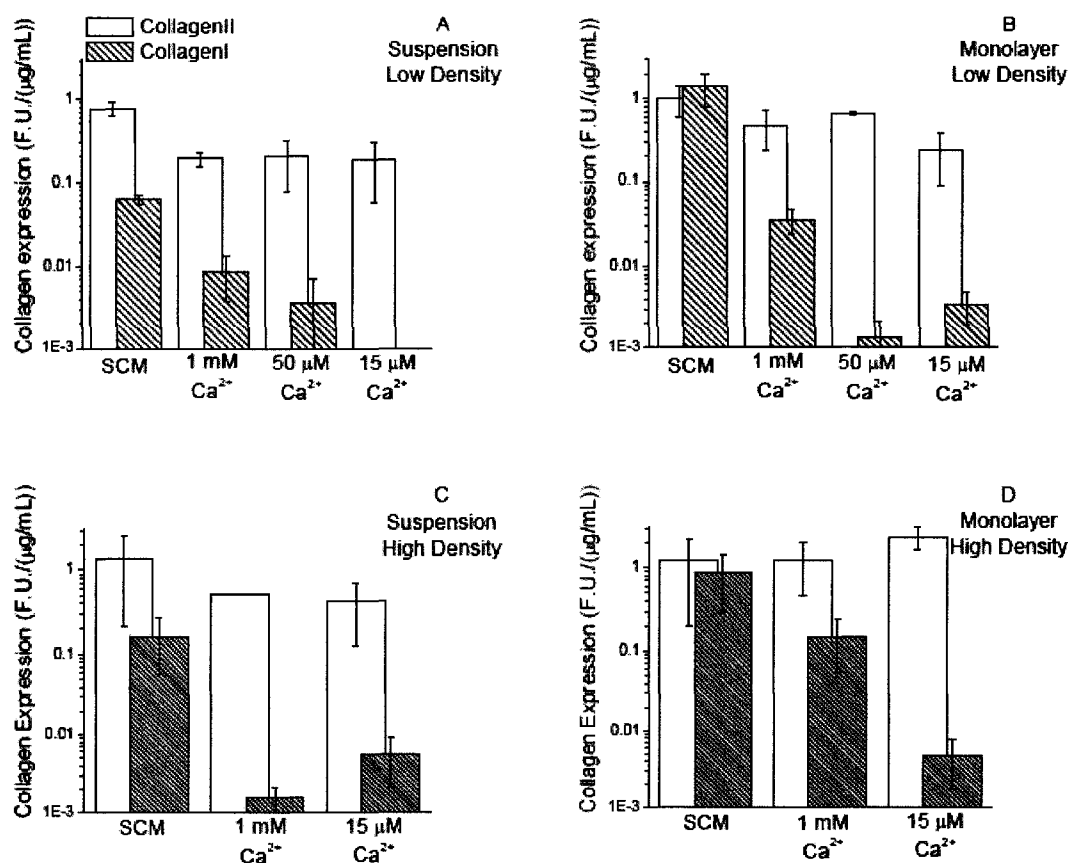 CollagenII
CollagenI
A
Suspension
Low Density
Collagen expression (F.U./(µg/mL))
1
0.1
0.01
1E-3
SCM
1 mM
Ca²⁺
50 µM
Ca²⁺
15 µM
Ca²⁺
B
Monolayer
Low Density
Collagen expression (F.U./(µg/mL))
1
0.1
0.01
1E-3
SCM
1 mM
Ca²⁺
50 µM
Ca²⁺
15 µM
Ca²⁺
C
Suspension
High Density
Collagen Expression (F.U./(µg/mL))
1
0.1
0.01
1E-3
SCM
1 mM
Ca²⁺
15 µM
Ca²⁺
D
Monolayer
High Density
Collagen Expression (F.U./(µg/mL))
1
0.1
0.01
1E-3
SCM
1 mM
Ca²⁺
15 µM
Ca²⁺